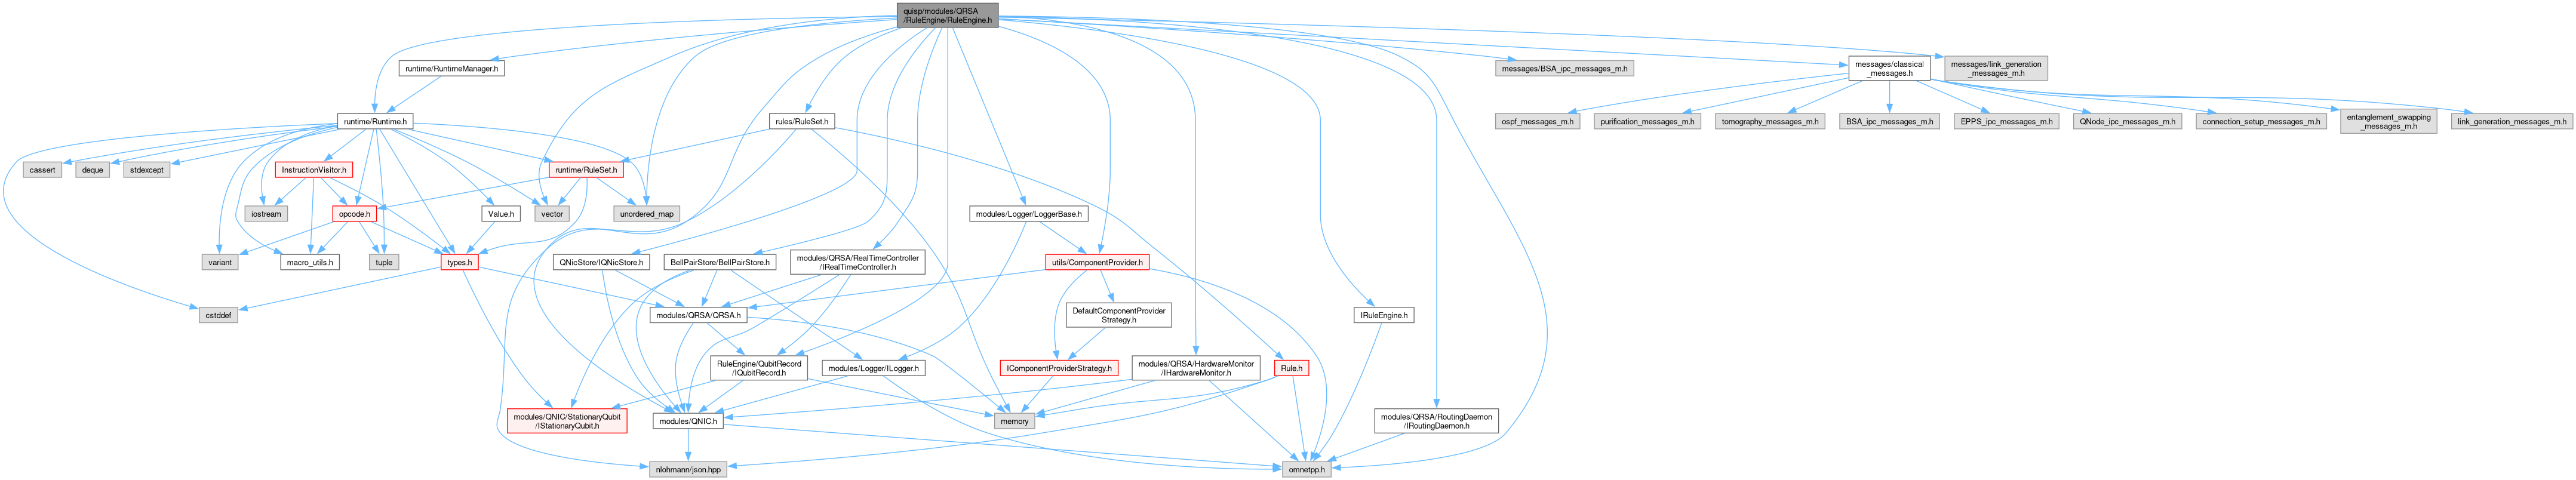 quisp/modules/QRSA
/RuleEngine/RuleEngine.h
runtime/RuntimeManager.h
messages/BSA_ipc_messages_m.h
messages/classical
_messages.h
messages/link_generation
_messages_m.h
runtime/Runtime.h
rules/RuleSet.h
ospf_messages_m.h
purification_messages_m.h
tomography_messages_m.h
BSA_ipc_messages_m.h
EPPS_ipc_messages_m.h
QNode_ipc_messages_m.h
connection_setup_messages_m.h
entanglement_swapping
_messages_m.h
link_generation_messages_m.h
cassert
deque
stdexcept
InstructionVisitor.h
runtime/RuleSet.h
iostream
opcode.h
Value.h
vector
unordered_map
modules/Logger/LoggerBase.h
variant
macro_utils.h
tuple
types.h
QNicStore/IQNicStore.h
BellPairStore/BellPairStore.h
modules/QRSA/RealTimeController
/IRealTimeController.h
utils/ComponentProvider.h
cstddef
modules/QRSA/QRSA.h
DefaultComponentProvider
Strategy.h
IRuleEngine.h
RuleEngine/QubitRecord
/IQubitRecord.h
modules/Logger/ILogger.h
IComponentProviderStrategy.h
modules/QRSA/HardwareMonitor
/IHardwareMonitor.h
Rule.h
modules/QNIC/StationaryQubit
/IStationaryQubit.h
modules/QNIC.h
memory
modules/QRSA/RoutingDaemon
/IRoutingDaemon.h
nlohmann/json.hpp
omnetpp.h